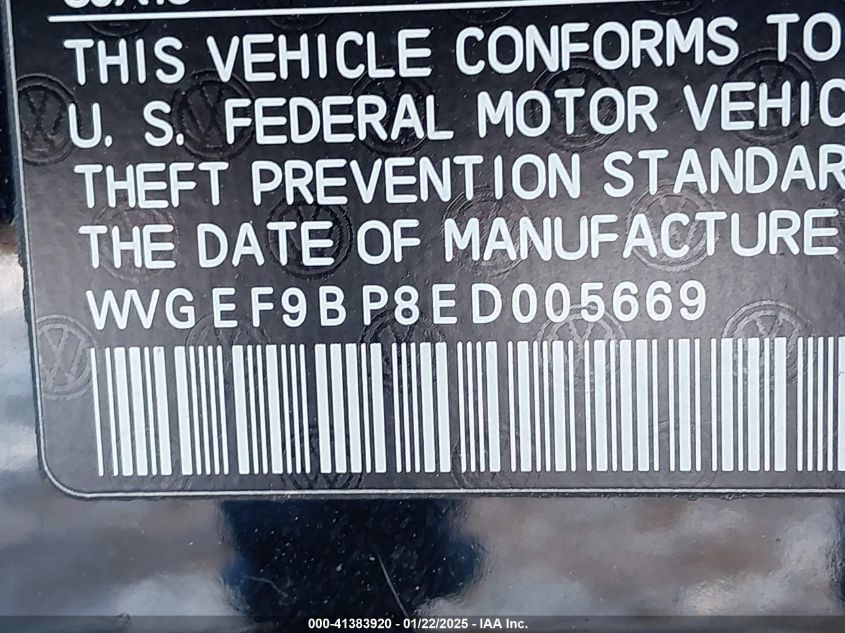 THIS VEHICLE CONFORMS TO
U. S. FEDERAL MOTOR VEHIC
THEFT PREVENTION STANDAR
THE DATE OF MANUFACTURE
WVGEF9BP8ED005669
000-41383920 - 01/22/2025 - IAA Inc.